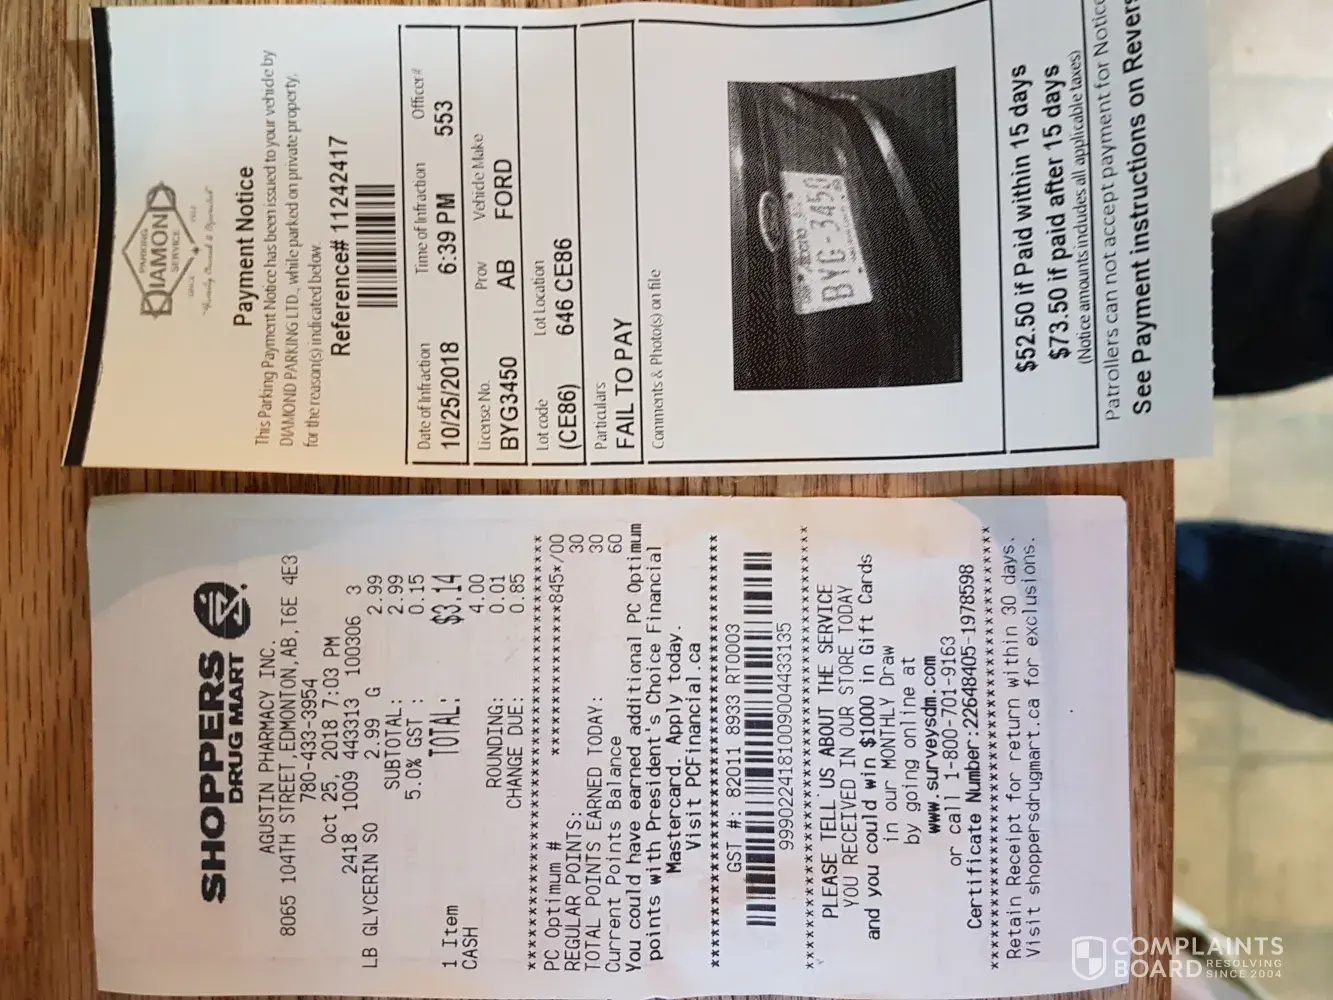 DIAMOND
PARKING
SERVICE
Payment Notice
This Parking Payment Notice has been issued to your vehicle by
DIAMOND PARKING LTD., while parked on private property,
for the reason(s) indicated below.
Reference# 11242417
Date of Infraction Time of Infraction Officer#
10/25/2018 6:39 PM 553
License No. Prov Vehicle Make
BYG3450 AB FORD
Lot code Lot Location
(CE86) 646 CE86
Particulars
FAIL TO PAY
Comments & Photo(s) on file
BYG-3450
$52.50 if Paid within 15 days
$73.50 if paid after 15 days
(Notice amounts includes all applicable taxes)
Patrollers can not accept payment for Notice
See Payment instructions on Revers
SHOPPERS
DRUG MART
AGUSTIN PHARMACY INC.
8065 104TH STREET,EDMONTON,AB,T6E 4E3
780-433-3954
Oct 25, 2018 7:03 PM
2418 1009 443313 100306 3
LB GLYCERIN SO 2.99 G 2.99
SUBTOTAL: 2.99
5.0% GST : 0.15
TOTAL: $3.14
1 Item
CASH 4.00
ROUNDING: 0.01
CHANGE DUE: 0.85
PC Optimum # ************845*/00
REGULAR POINTS: 30
TOTAL POINTS EARNED TODAY: 30
Current Points Balance 60
You could have earned additional PC Optimum
points with President's Choice Financial
Mastercard. Apply today.
Visit PCFinancial.ca
GST #: 82011 8933 RT0003
9990224181009004433135
PLEASE TELL US ABOUT THE SERVICE
YOU RECEIVED IN OUR STORE TODAY
and you could win $1000 in Gift Cards
in our MONTHLY Draw
by going online at
www.surveysdm.com
or call 1-800-701-9163
Certificate Number:22648405-1978598
Retain Receipt for return within 30 days.
Visit shoppersdrugmart.ca for exclusions.
COMPLAINTS
BOARD RESOLVING
SINCE 2004